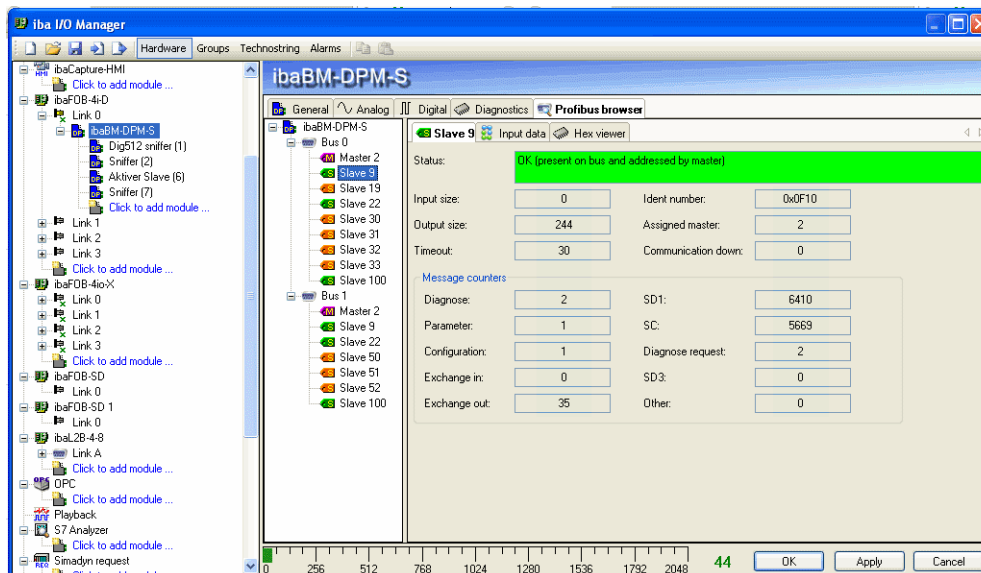 iba I/O Manager
Hardware Groups Technostring Alarms
ibaCapture-HMI
Click to add module ...
ibaFOB-4i-D
Link 0
ibaBM-DPM-S
Dig512 sniffer (1)
Sniffer (2)
Aktiver Slave (6)
Sniffer (7)
Click to add module ...
Link 1
Link 2
Link 3
Click to add module ...
ibaFOB-4io-X
Link 0
Link 1
Link 2
Link 3
Click to add module ...
ibaFOB-SD
Link 0
ibaFOB-SD 1
Link 0
ibaL2B-4-8
Link A
Click to add module ...
OPC
Click to add module ...
Playback
S7 Analyzer
Click to add module ...
Simadyn request
ibaBM-DPM-S
General Analog Digital Diagnostics Profibus browser
ibaBM-DPM-S
Bus 0
Master 2
Slave 9
Slave 19
Slave 22
Slave 30
Slave 31
Slave 32
Slave 33
Slave 100
Bus 1
Master 2
Slave 9
Slave 22
Slave 50
Slave 51
Slave 52
Slave 100
Slave 9 Input data Hex viewer
Status: OK (present on bus and addressed by master)
Input size: 0 Ident number: 0x0F10
Output size: 244 Assigned master: 2
Timeout: 30 Communication down: 0
Message counters
Diagnose: 2 SD1: 6410
Parameter: 1 SC: 5669
Configuration: 1 Diagnose request: 2
Exchange in: 0 SD3: 0
Exchange out: 35 Other: 0
0 256 512 768 1024 1280 1536 1792 2048
44 OK Apply Cancel